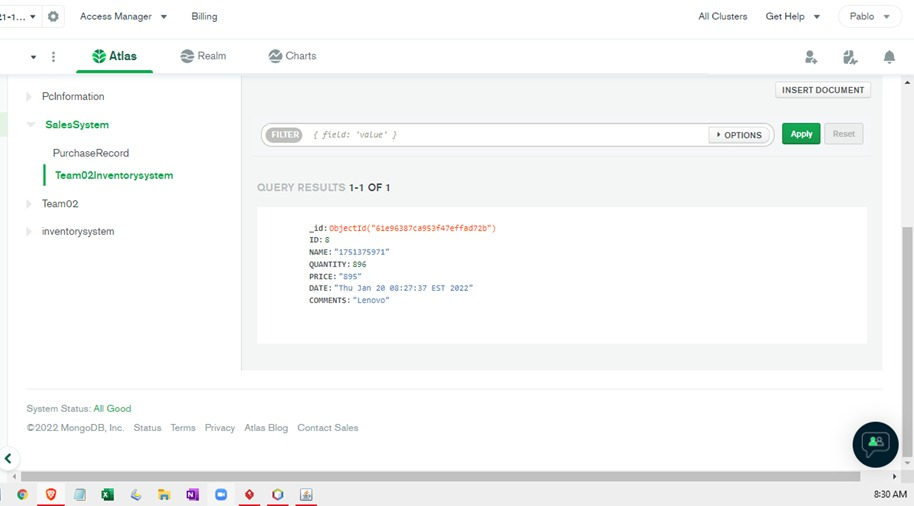 21-1...
Access Manager
Billing
All Clusters
Get Help
Pablo
Atlas
Realm
Charts
PcInformation
SalesSystem
PurchaseRecord
Team02Inventorysystem
Team02
inventorysystem
INSERT DOCUMENT
FILTER { field: 'value' }
OPTIONS
Apply
Reset
QUERY RESULTS 1-1 OF 1
_id: ObjectId("61e96387ca953f47effad72b")
ID: 8
NAME: "1751375971"
QUANTITY: 896
PRICE: "895"
DATE: "Thu Jan 20 08:27:37 EST 2022"
COMMENTS: "Lenovo"
System Status: All Good
©2022 MongoDB, Inc. Status Terms Privacy Atlas Blog Contact Sales
8:30 AM